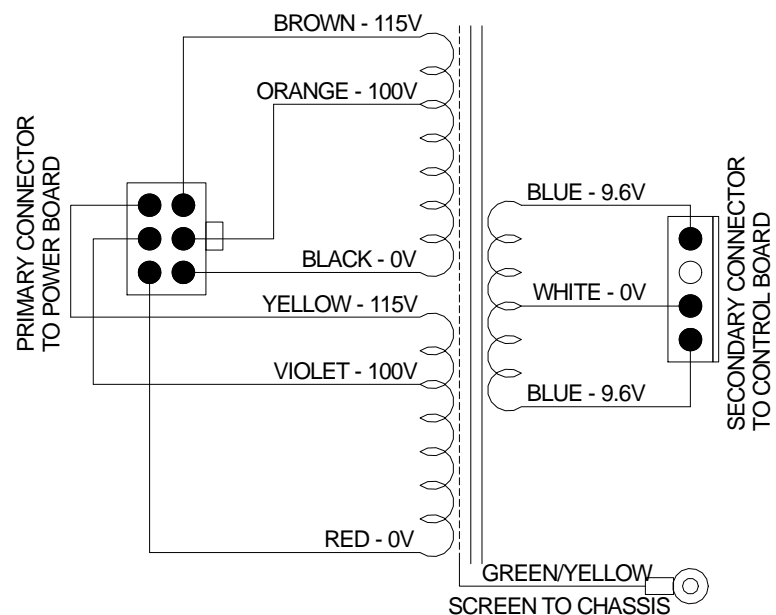 BROWN - 115V
ORANGE - 100V
BLACK - 0V
YELLOW - 115V
VIOLET - 100V
RED - 0V
PRIMARY CONNECTOR
TO POWER BOARD
BLUE - 9.6V
WHITE - 0V
BLUE - 9.6V
SECONDARY CONNECTOR
TO CONTROL BOARD
GREEN/YELLOW
SCREEN TO CHASSIS